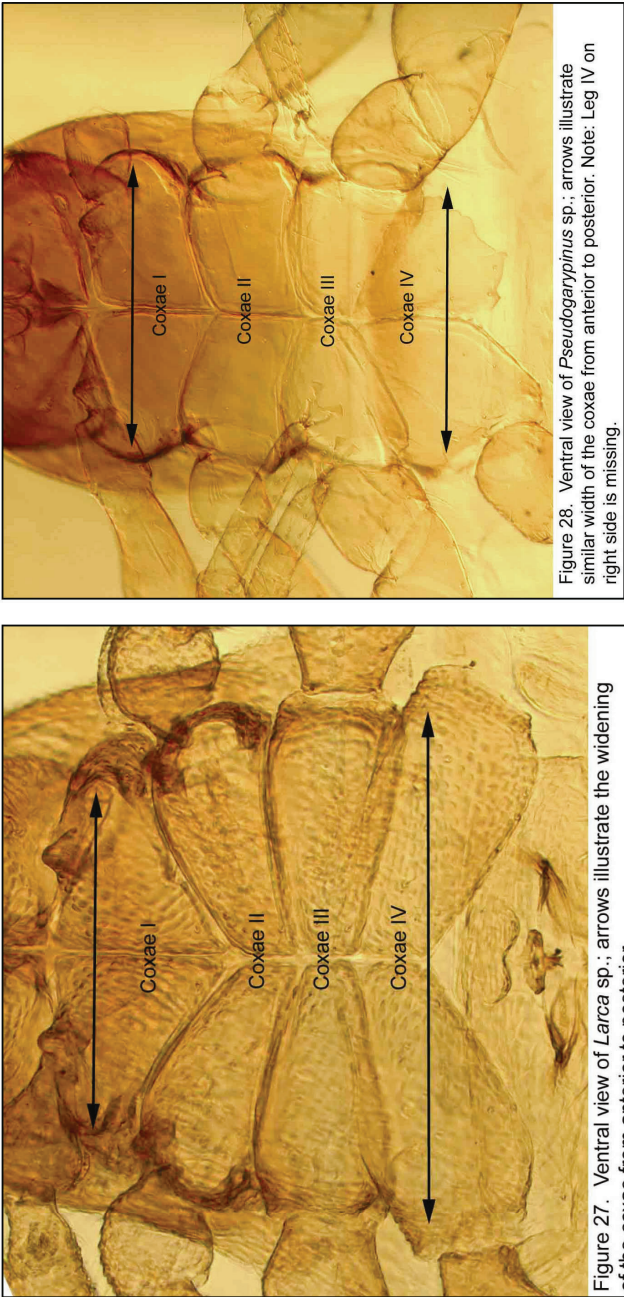 Coxae I
Coxae II
Coxae III
Coxae IV
Figure 27. Ventral view of Larca sp.; arrows illustrate the widening
of the coxae from anterior to posterior.
Coxae I
Coxae II
Coxae III
Coxae IV
Figure 28. Ventral view of Pseudogarypinus sp.; arrows illustrate
similar width of the coxae from anterior to posterior. Note: Leg IV on
right side is missing.